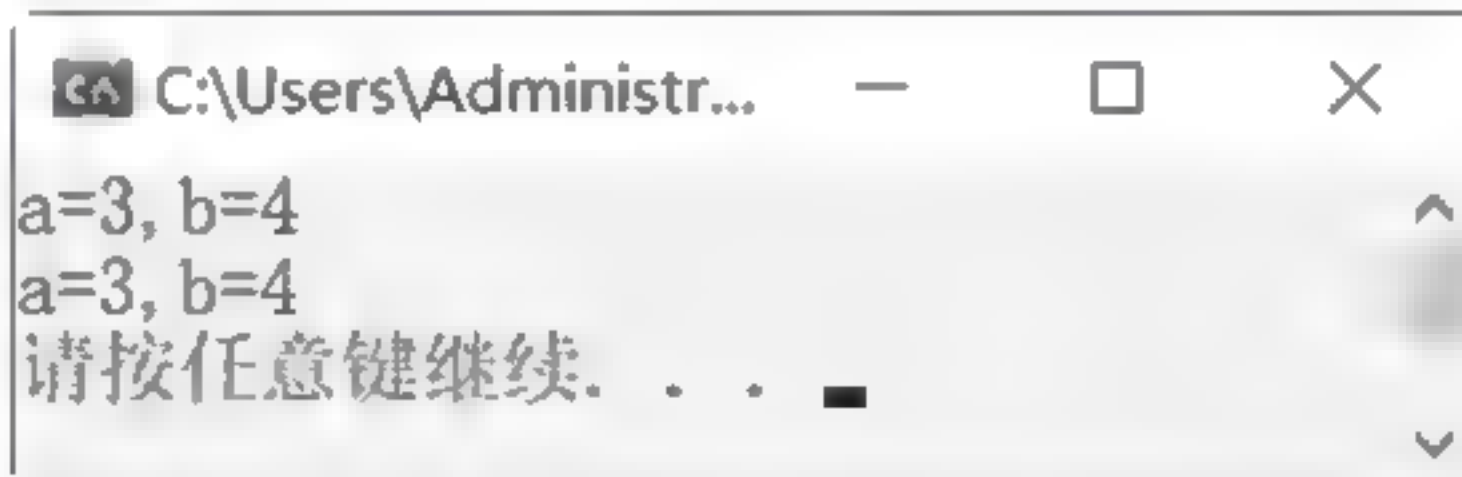 C:\Users\Administr...
a=3, b=4
a=3, b=4
请按任意键继续. . .